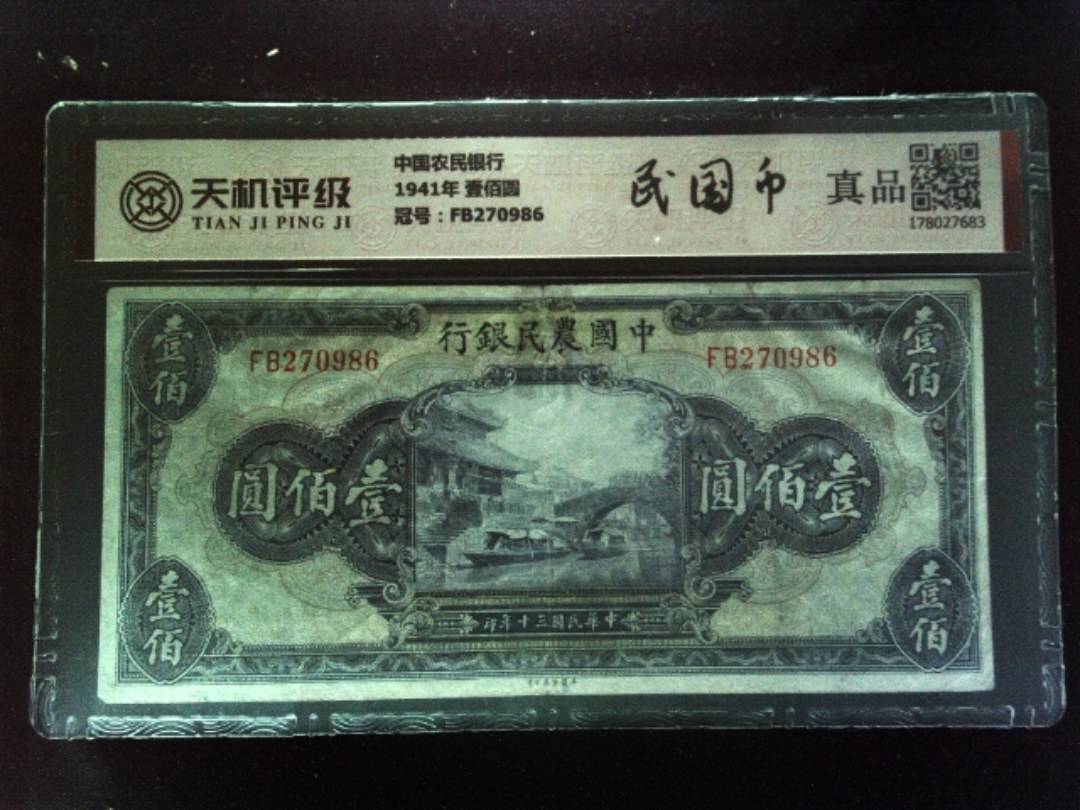 天机评级
TIAN JI PING JI
中国农民银行
1941年 壹佰圆
冠号：FB270986
民国币
真品
178027683
行銀民農國中
FB270986
FB270986
壹佰
壹佰
圓佰壹
圓佰壹
印年十三國民華中
壹佰
壹佰